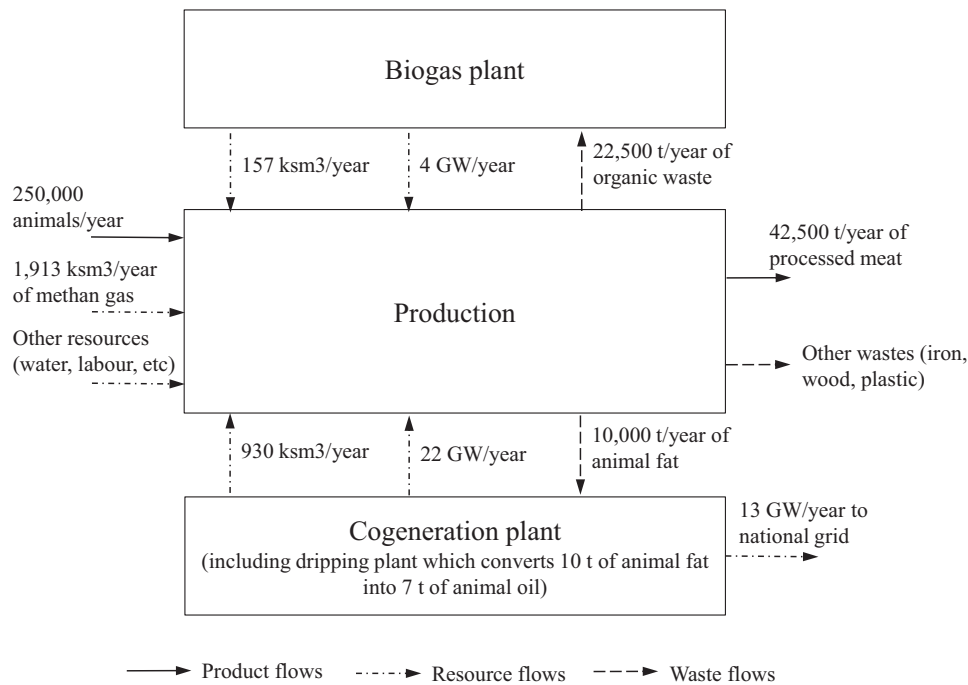 Biogas plant
157 ksm3/year
4 GW/year
22,500 t/year of
organic waste
250,000
animals/year
42,500 t/year of
processed meat
1,913 ksm3/year
of methan gas
Production
Other resources
(water, labour, etc)
Other wastes (iron,
wood, plastic)
930 ksm3/year
22 GW/year
10,000 t/year of
animal fat
Cogeneration plant
(including dripping plant which converts 10 t of animal fat
into 7 t of animal oil)
13 GW/year to
national grid
Product flows
Resource flows
Waste flows